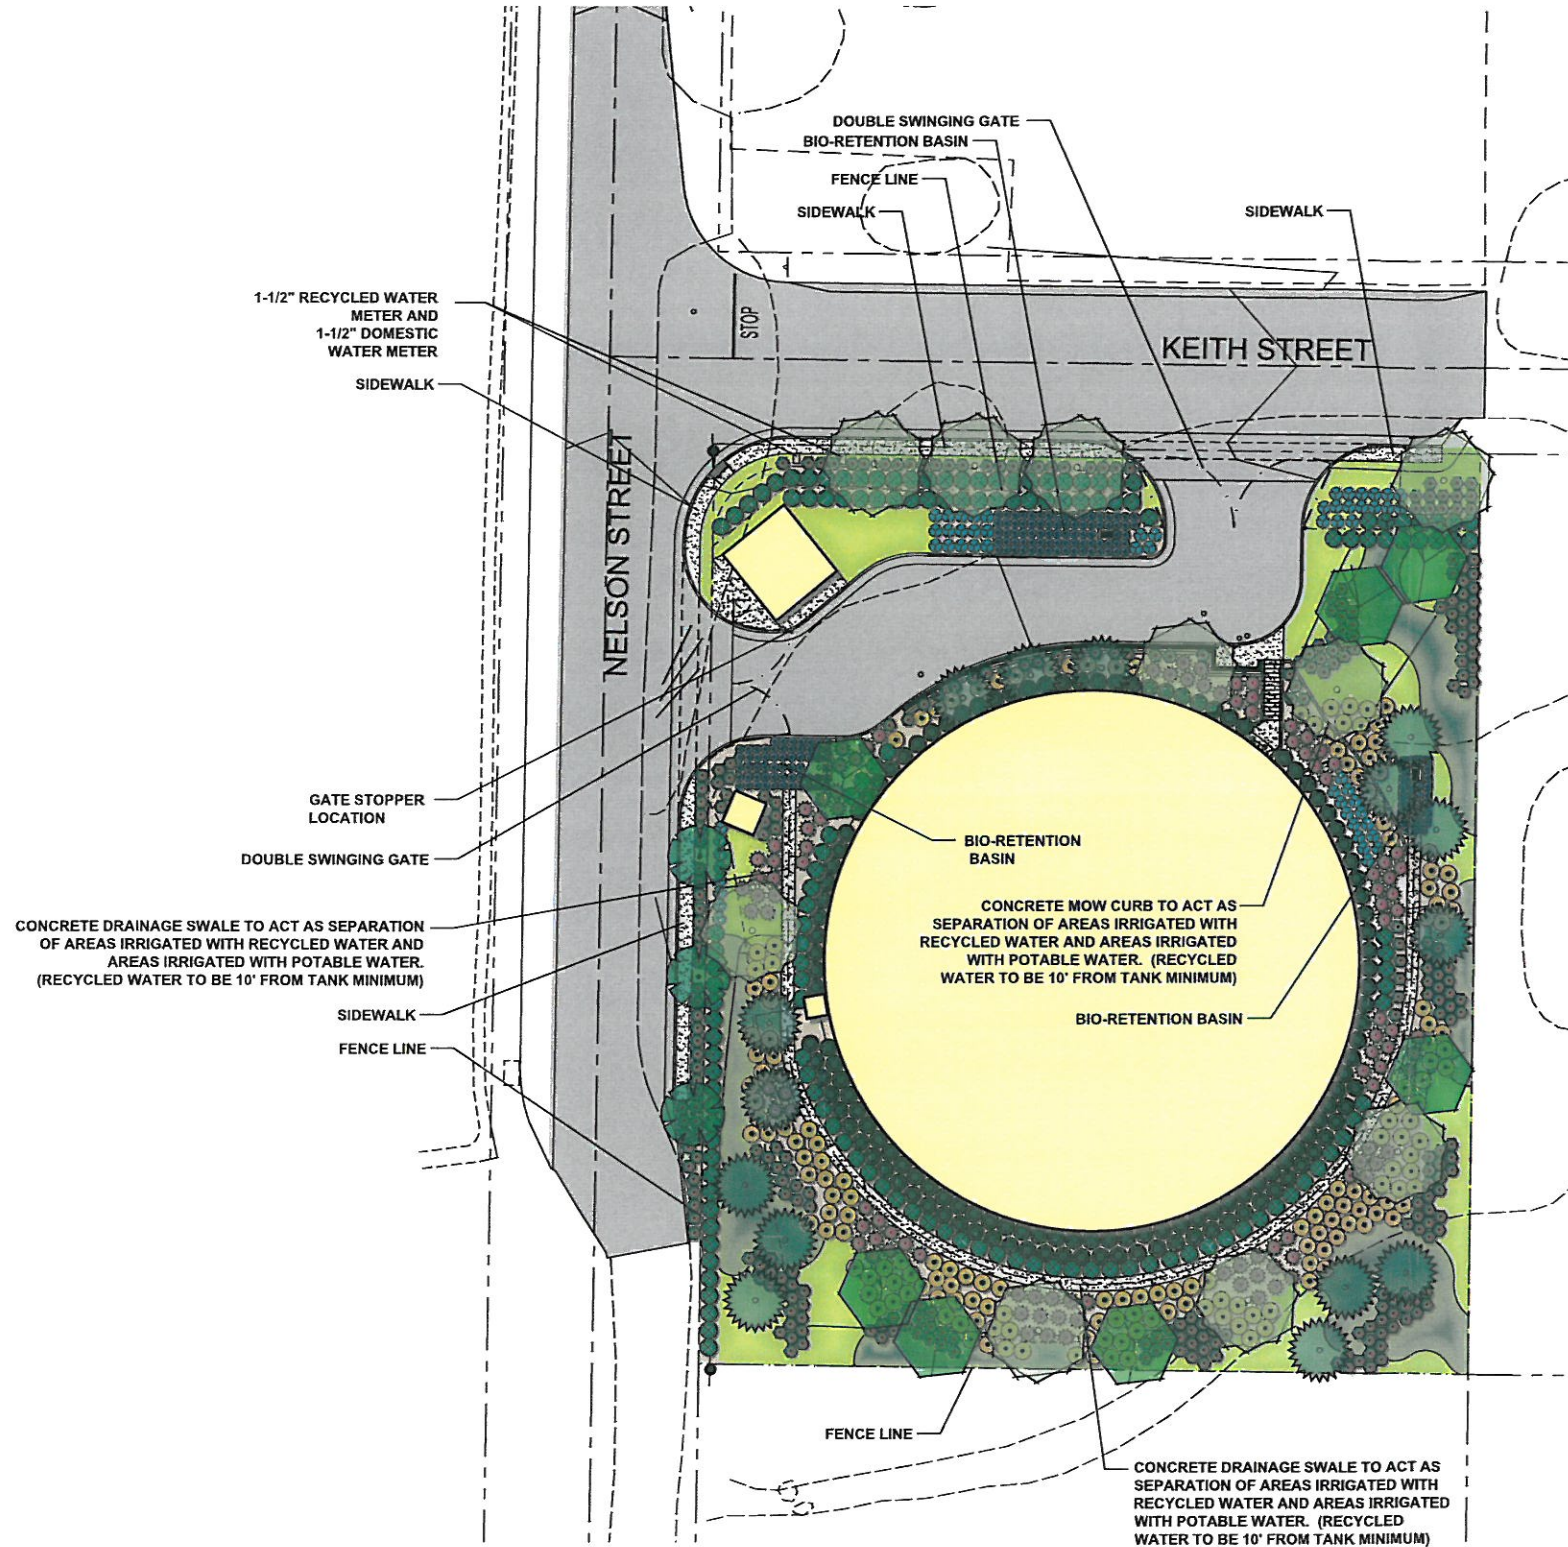 DOUBLE SWINGING GATE
BIO-RETENTION BASIN
FENCE LINE
SIDEWALK
SIDEWALK
1-1/2" RECYCLED WATER
METER AND
1-1/2" DOMESTIC
WATER METER
STOP
KEITH STREET
SIDEWALK
NELSON STREET
GATE STOPPER
LOCATION
DOUBLE SWINGING GATE
BIO-RETENTION
BASIN
CONCRETE DRAINAGE SWALE TO ACT AS SEPARATION
OF AREAS IRRIGATED WITH RECYCLED WATER AND
AREAS IRRIGATED WITH POTABLE WATER.
(RECYCLED WATER TO BE 10' FROM TANK MINIMUM)
CONCRETE MOW CURB TO ACT AS
SEPARATION OF AREAS IRRIGATED WITH
RECYCLED WATER AND AREAS IRRIGATED
WITH POTABLE WATER. (RECYCLED
WATER TO BE 10' FROM TANK MINIMUM)
SIDEWALK
BIO-RETENTION BASIN
FENCE LINE
FENCE LINE
CONCRETE DRAINAGE SWALE TO ACT AS
SEPARATION OF AREAS IRRIGATED WITH
RECYCLED WATER AND AREAS IRRIGATED
WITH POTABLE WATER. (RECYCLED
WATER TO BE 10' FROM TANK MINIMUM)